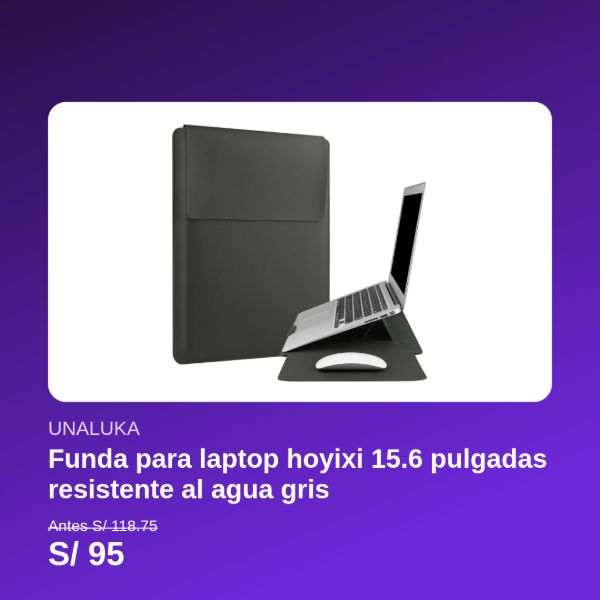 UNALUKA
Funda para laptop hoyixi 15.6 pulgadas
resistente al agua gris
Antes S/ 118.75
S/ 95